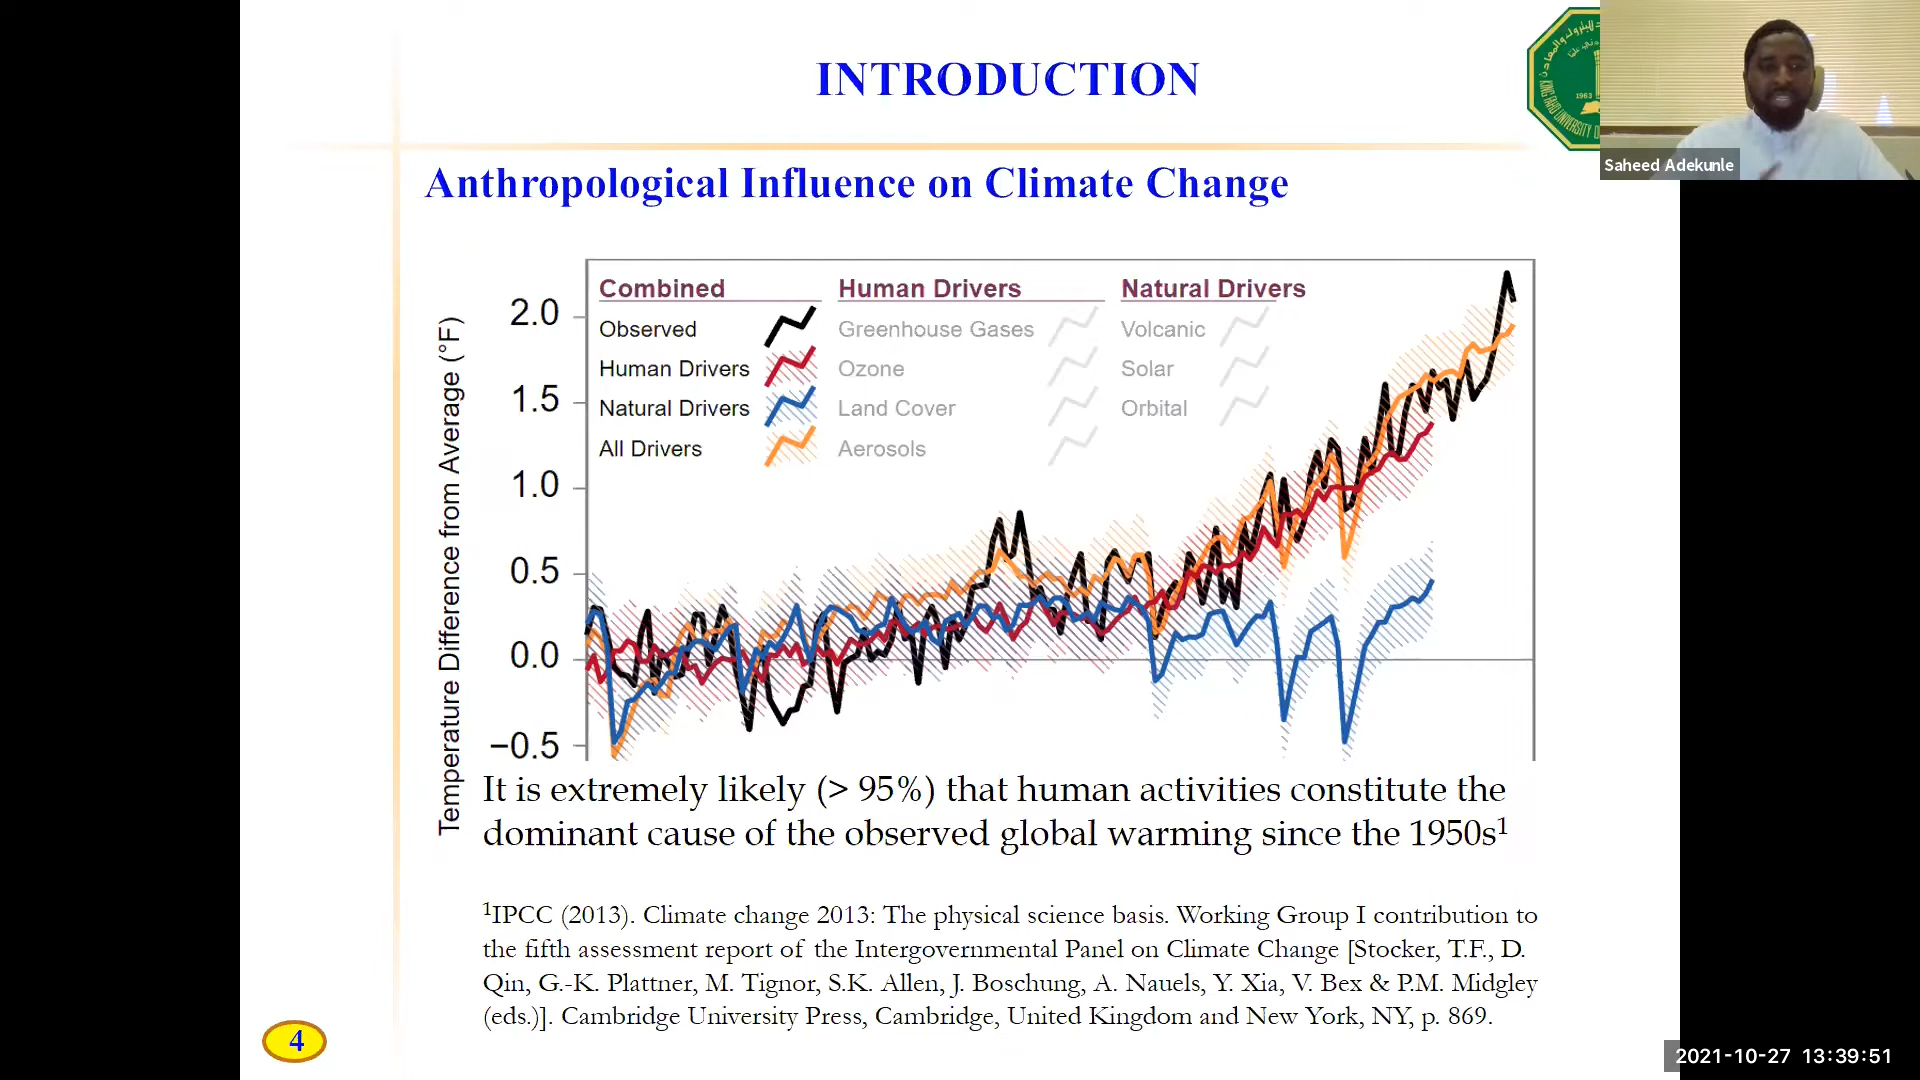 INTRODUCTION
1963
Saheed Adekunle
Anthropological Influence on Climate Change
Temperature Difference from Average (°F)
2.0
1.5
1.0
0.5
0.0
−0.5
Combined
Observed
Human Drivers
Natural Drivers
All Drivers
Human Drivers
Greenhouse Gases
Ozone
Land Cover
Aerosols
Natural Drivers
Volcanic
Solar
Orbital
It is extremely likely (> 95%) that human activities constitute the
dominant cause of the observed global warming since the 1950s¹
¹IPCC (2013). Climate change 2013: The physical science basis. Working Group I contribution to
the fifth assessment report of the Intergovernmental Panel on Climate Change [Stocker, T.F., D.
Qin, G.-K. Plattner, M. Tignor, S.K. Allen, J. Boschung, A. Nauels, Y. Xia, V. Bex & P.M. Midgley
(eds.)]. Cambridge University Press, Cambridge, United Kingdom and New York, NY, p. 869.
4
2021-10-27 13:39:51